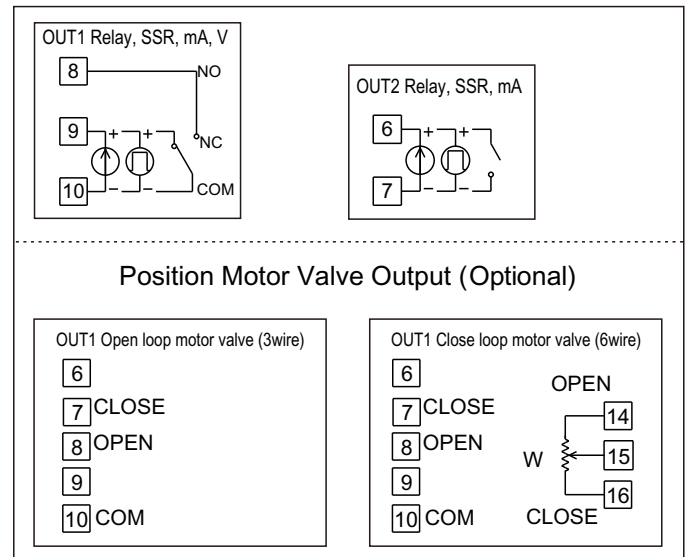 OUT1 Relay, SSR, mA, V
8 NO
9 + + NC
10 - - COM
OUT2 Relay, SSR, mA
6 + +
7 - -
Position Motor Valve Output (Optional)
OUT1 Open loop motor valve (3wire)
6
7 CLOSE
8 OPEN
9
10 COM
OUT1 Close loop motor valve (6wire)
6
7 CLOSE
8 OPEN
9
10 COM
OPEN
14
W 15
16
CLOSE